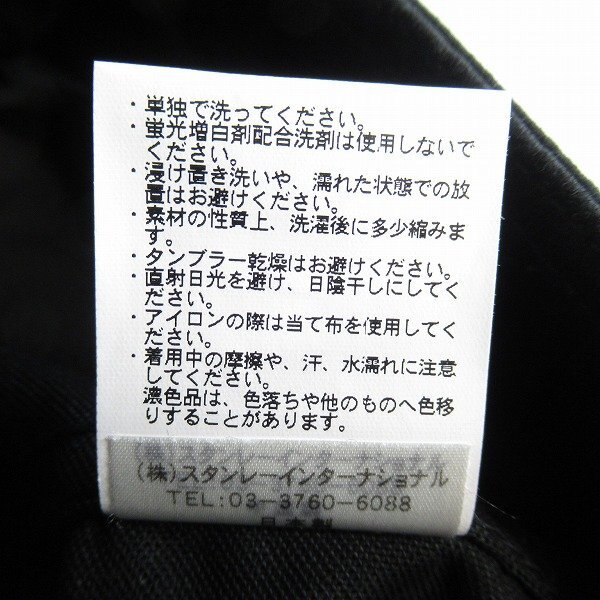 ・単独で洗ってください。
・蛍光増白剤配合洗剤は使用しないで
ください。
・浸け置き洗いや、濡れた状態での放
置はお避けください。
・素材の性質上、洗濯後に多少縮みま
す。
・タンブラー乾燥はお避けください。
・直射日光を避け、日陰干しにしてく
ださい。
・アイロンの際は当て布を使用してく
ださい。
・着用中の摩擦や、汗、水濡れに注意
してください。
濃色品は、色落ちや他のものへ色移
りすることがあります。
(株)スタンレーインターナショナル
TEL:03-3760-6088
日本製